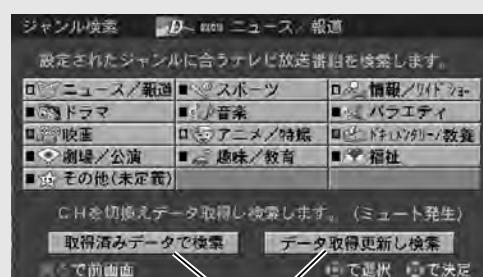 ジャンル検索 D ニュース／報道
設定されたジャンルに合うテレビ放送番組を検索します。
ニュース／報道 スポーツ 情報／ワイドショー
ドラマ 音楽 バラエティ
映画 アニメ／特撮 ドキュメンタリー／教養
劇場／公演 趣味／教育 福祉
その他(未定義)
CHを切換えデータ取得し検索します。(ミュート発生)
取得済みデータで検索 データ取得更新し検索
で前画面 で選択 で決定